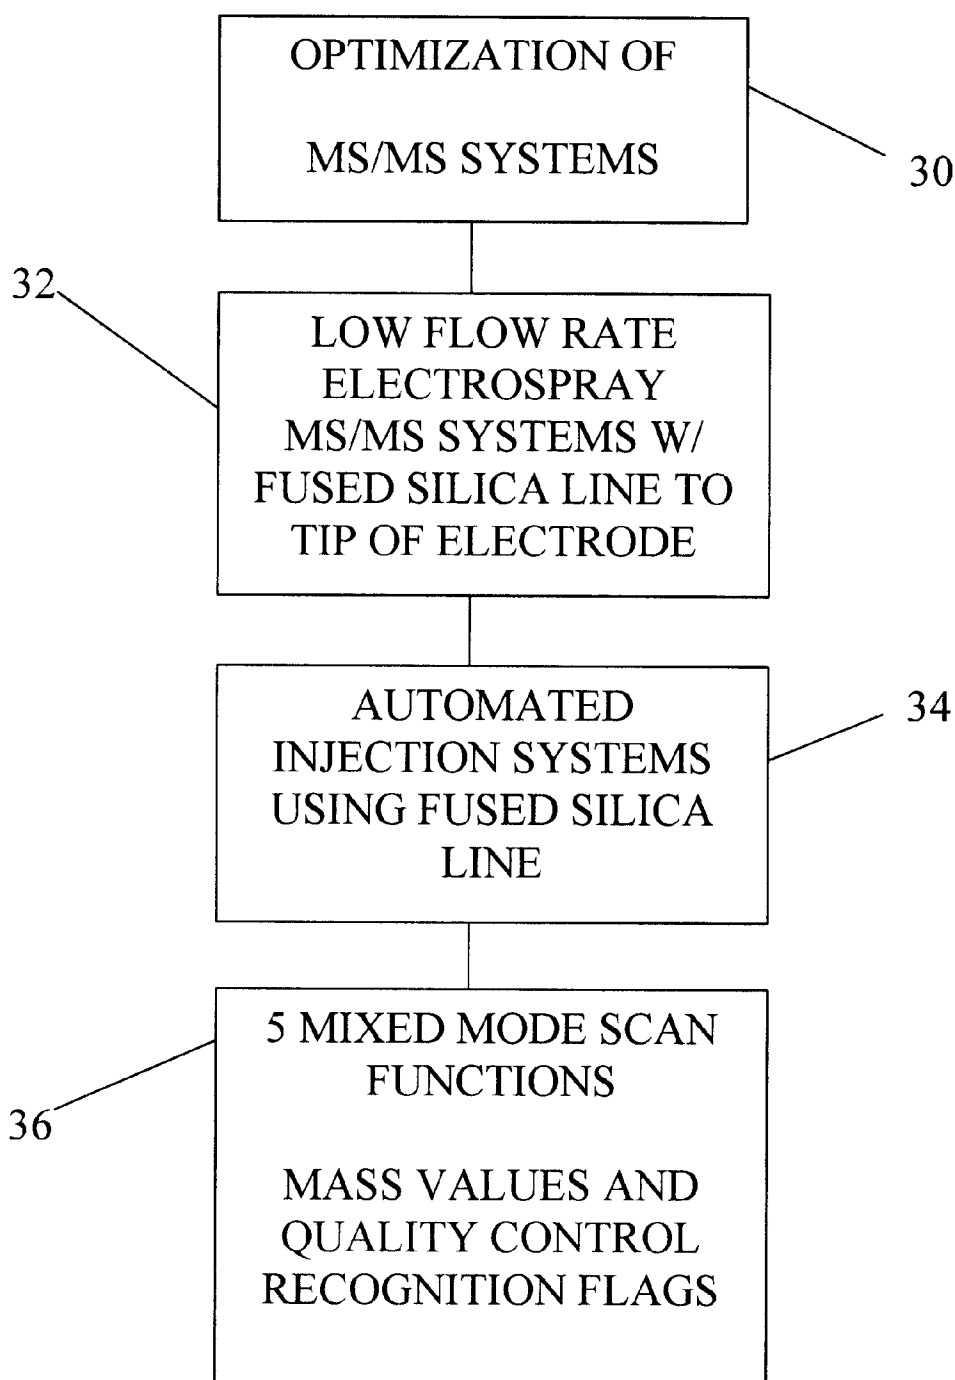 OPTIMIZATION OF
MS/MS SYSTEMS
30
32
LOW FLOW RATE
ELECTROSPRAY
MS/MS SYSTEMS W/
FUSED SILICA LINE TO
TIP OF ELECTRODE
34
AUTOMATED
INJECTION SYSTEMS
USING FUSED SILICA
LINE
36
5 MIXED MODE SCAN
FUNCTIONS
MASS VALUES AND
QUALITY CONTROL
RECOGNITION FLAGS